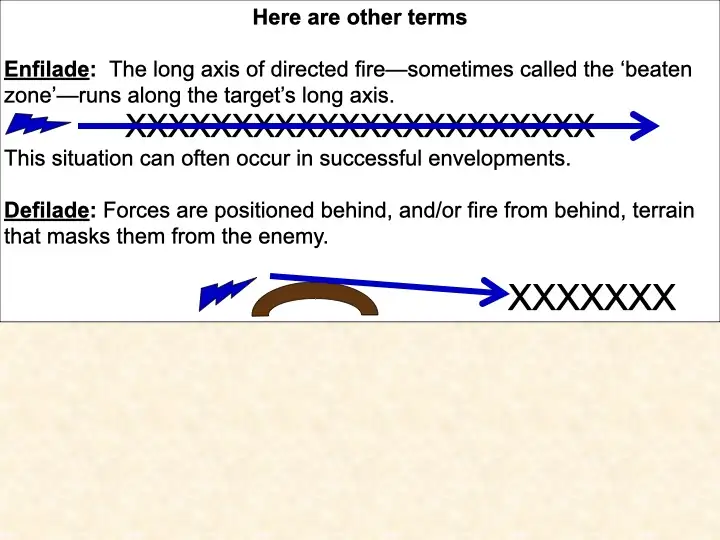 Here are other terms
Enfilade:  The long axis of directed fire—sometimes called the ‘beaten
zone’—runs along the target’s long axis.
XXXXXXXXXXXXXXXXXXXXXX
This situation can often occur in successful envelopments.
Defilade: Forces are positioned behind, and/or fire from behind, terrain
that masks them from the enemy.
XXXXXXX